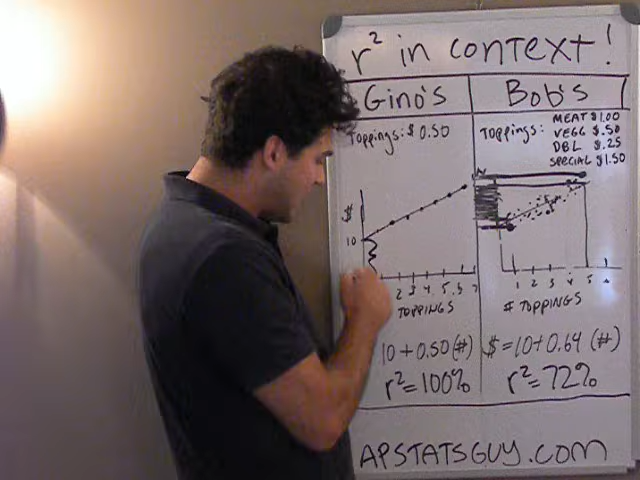 r² in context!
Gino's
Bob's
Toppings: $0.50
Toppings: MEAT $1.00
VEGG $.50
DBL $.25
SPECIAL $1.50
$
10
2 3 4 5 6
1 2 3 4 5 6
TOPPINGS
# TOPPINGS
10+0.50(#)
$=10+0.64(#)
r²=100%
r²=72%
APSTATSGUY.COM